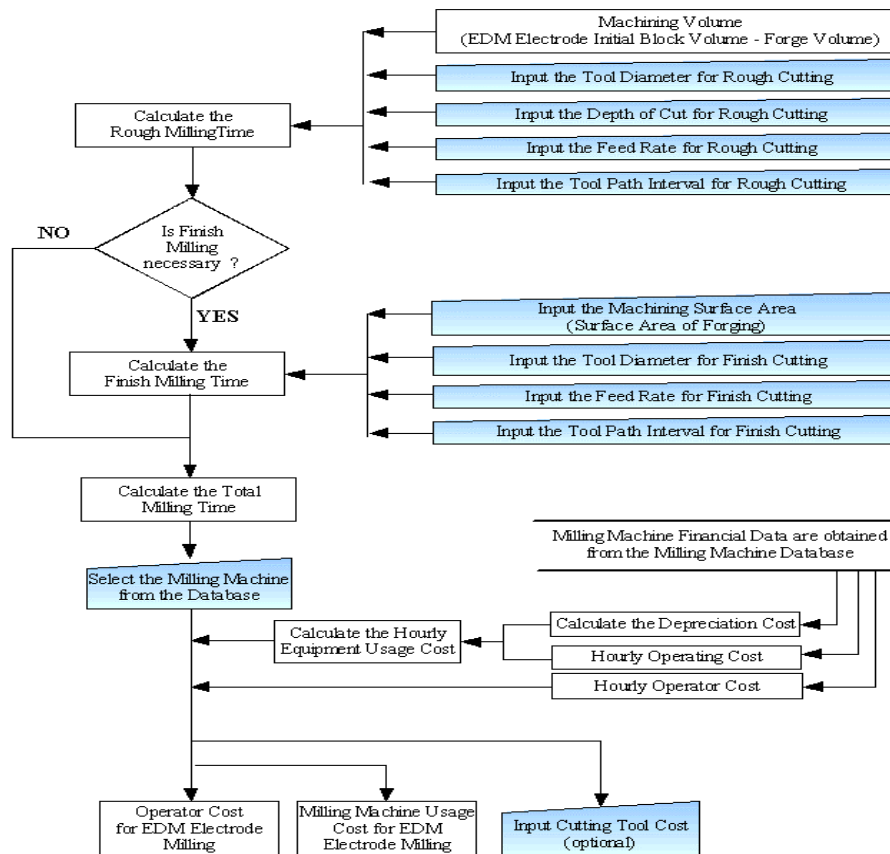 Machining Volume
(EDM Electrode Initial Block Volume - Forge Volume)
Input the Tool Diameter for Rough Cutting
Calculate the
Rough MillingTime
Input the Depth of Cut for Rough Cutting
Input the Feed Rate for Rough Cutting
Input the Tool Path Interval for Rough Cutting
NO
Is Finish
Milling
necessary ?
YES
Input the Machining Surface Area
(Surface Area of Forging)
Calculate the
Finish Milling Time
Input the Tool Diameter for Finish Cutting
Input the Feed Rate for Finish Cutting
Input the Tool Path Interval for Finish Cutting
Calculate the Total
Milling Time
Milling Machine Financial Data are obtained
from the Milling Machine Database
Select the Milling Machine
from the Database
Calculate the Hourly
Equipment Usage Cost
Calculate the Depreciation Cost
Hourly Operating Cost
Hourly Operator Cost
Operator Cost
for EDM Electrode
Milling
Milling Machine Usage
Cost for EDM
Electrode Milling
Input Cutting Tool Cost
(optional)